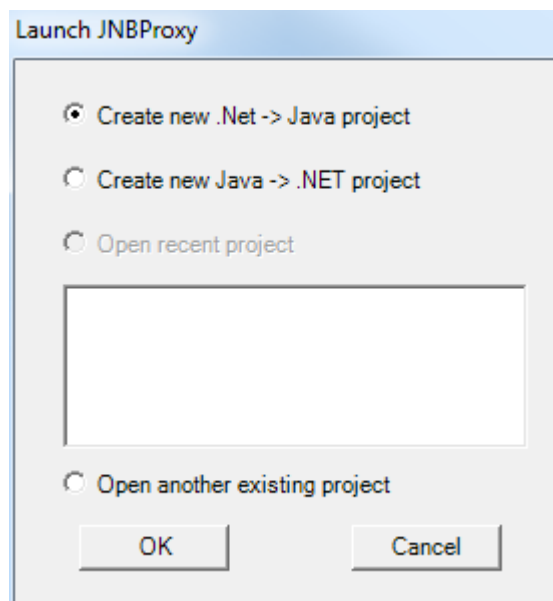 Launch JNBProxy
Create new .Net -> Java project
Create new Java -> .NET project
Open recent project
Open another existing project
OK
Cancel